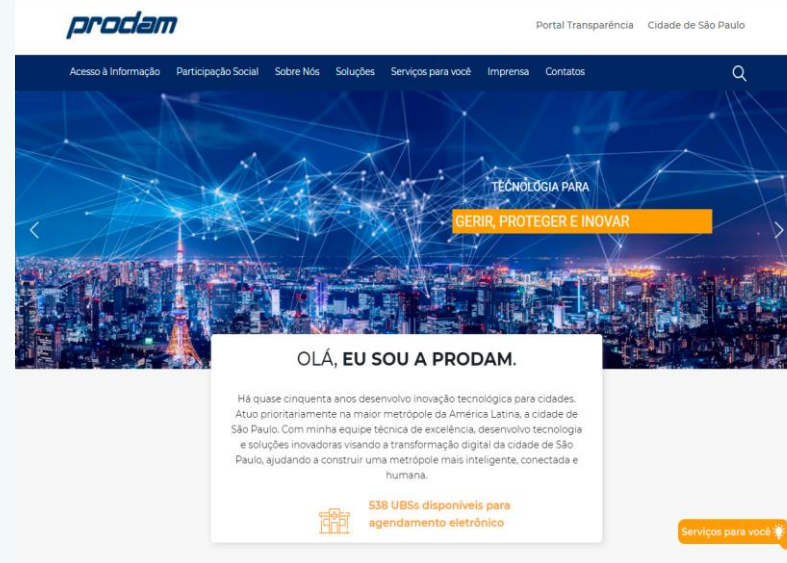 prodam
Portal Transparência Cidade de São Paulo
Acesso à Informação Participação Social Sobre Nós Soluções Serviços para você Imprensa Contatos
TECNOLOGIA PARA
GERIR, PROTEGER E INOVAR
OLÁ, EU SOU A PRODAM.
Há quase cinquenta anos desenvolvo inovação tecnológica para cidades.
Atuo prioritariamente na maior metrópole da América Latina, a cidade de
São Paulo. Com minha equipe técnica de excelência, desenvolvo tecnologia
e soluções inovadoras visando a transformação digital da cidade de São
Paulo, ajudando a construir uma metrópole mais inteligente, conectada e
humana.
538 UBSs disponíveis para
agendamento eletrônico
Serviços para você